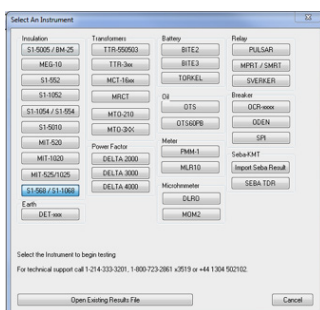 Select An Instrument
Insulation
S1-5005 / BM-25
MEG-10
S1-552
S1-1052
S1-1054 / S1-554
S1-5010
MIT-520
MIT-1020
MIT-525/1025
S1-568 / S1-1068
Earth
DET-xxx
Transformers
TTR-550503
TTR-3xx
MCT-16xx
MRCT
MTO-210
MTO-3XX
Power Factor
DELTA 2000
DELTA 3000
DELTA 4000
Battery
BITE2
BITE3
TORKEL
Oil
OTS
OTS60PB
Meter
PMM-1
MLR10
Microhmmeter
DLRO
MOM2
Relay
PULSAR
MPRT / SMRT
SVERKER
Breaker
OCR-xxxx
ODEN
SPI
Seba-KMT
Import Seba Result
SEBA TDR
Select the Instrument to begin testing
For technical support call 1-214-333-3201, 1-800-723-2861 x3519 or +44 1304 502102.
Open Existing Results File
Cancel